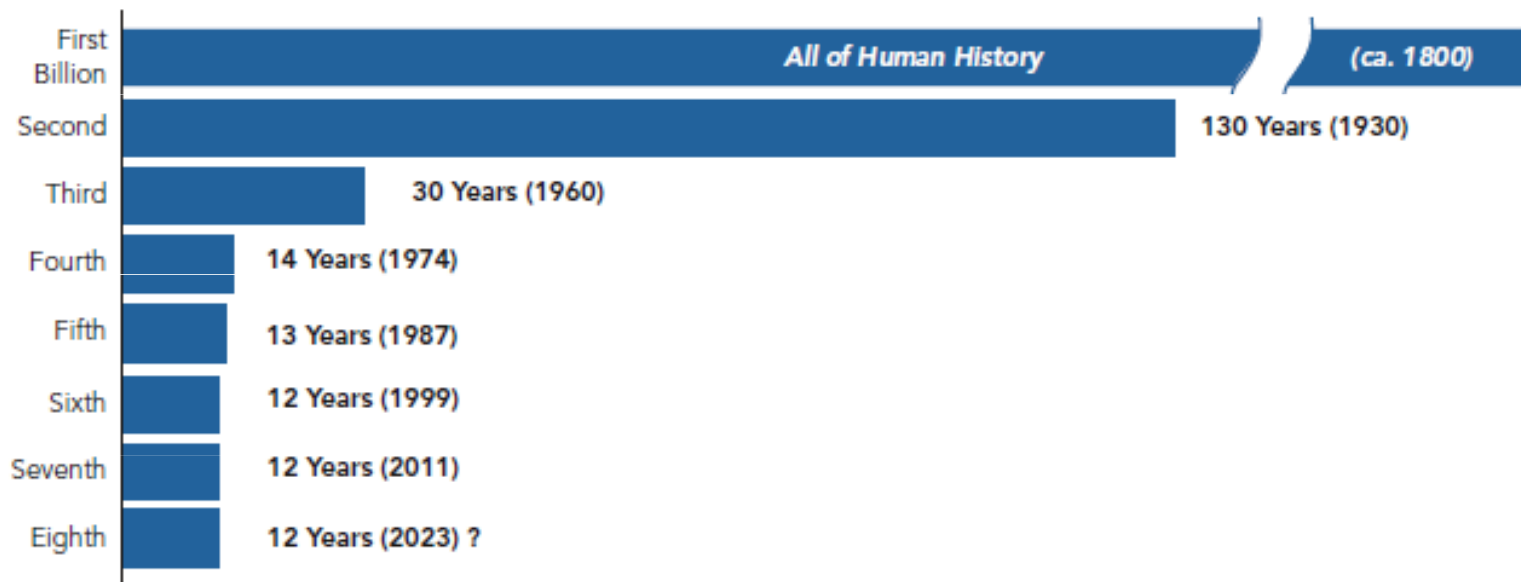 First
Billion
All of Human History
(ca. 1800)
Second
130 Years (1930)
Third
30 Years (1960)
Fourth
14 Years (1974)
Fifth
13 Years (1987)
Sixth
12 Years (1999)
Seventh
12 Years (2011)
Eighth
12 Years (2023) ?